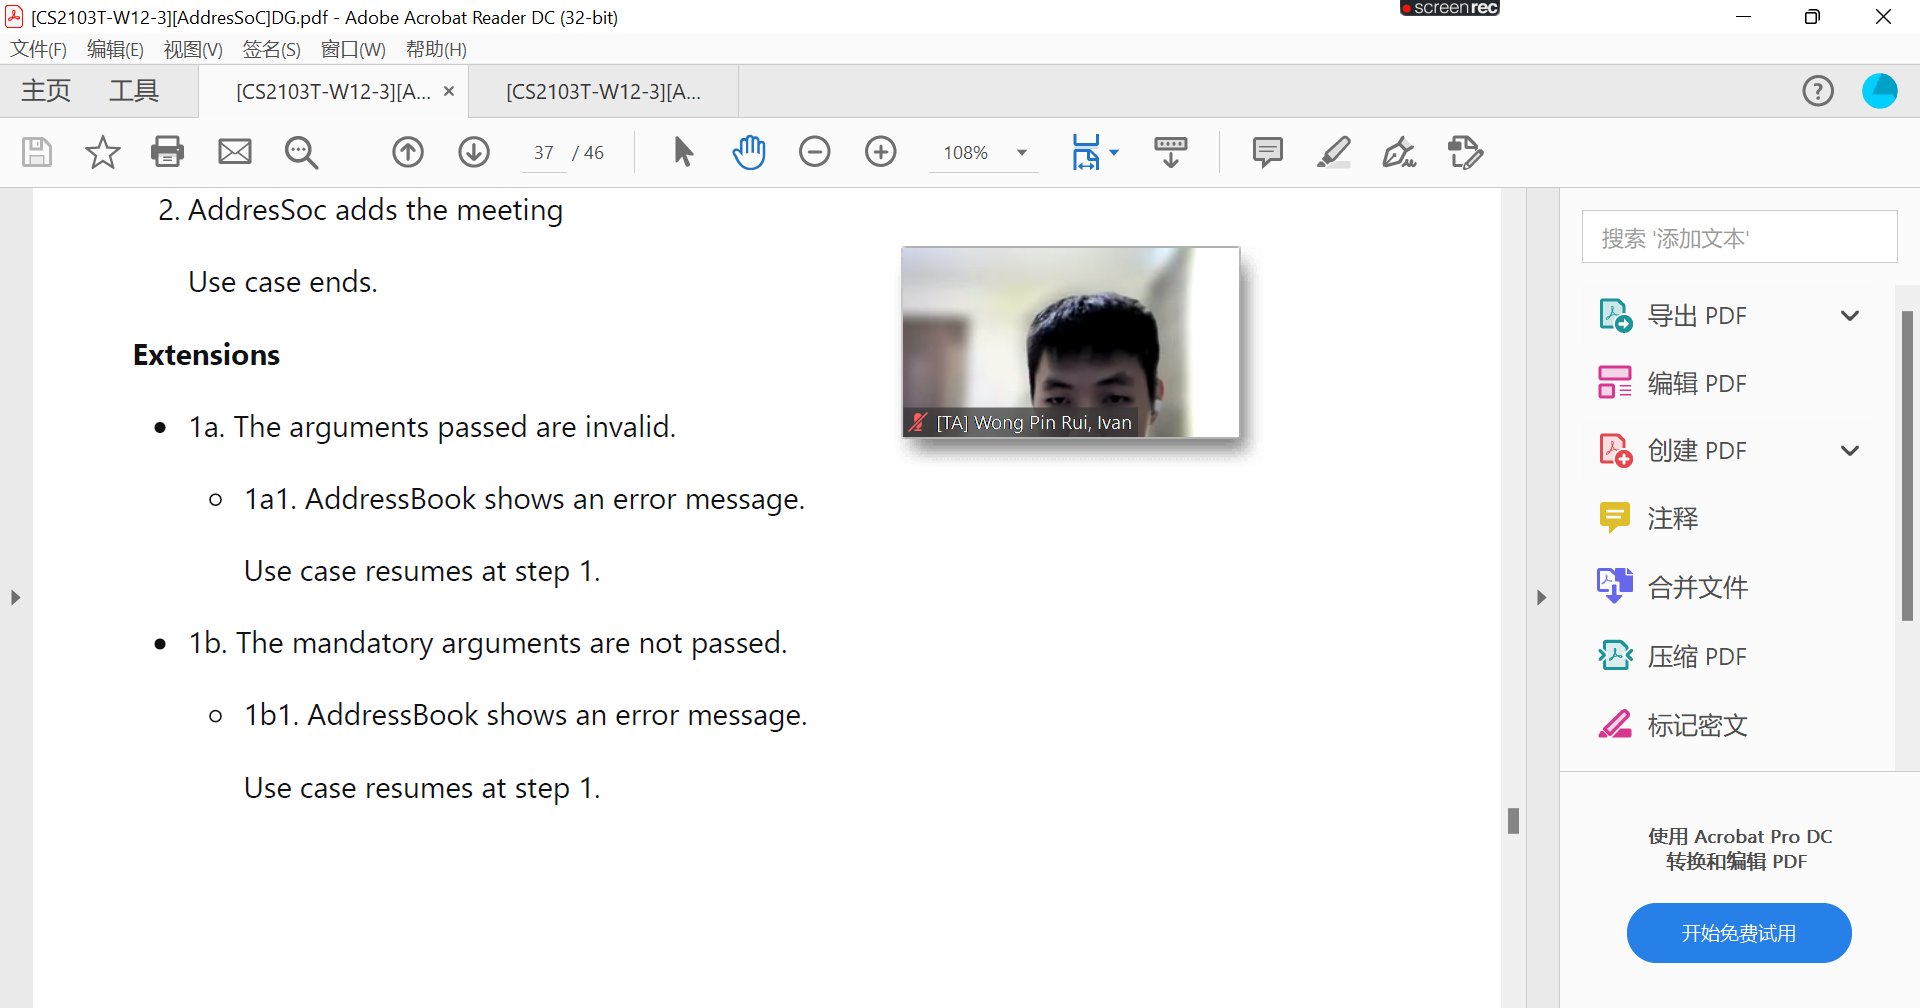 [CS2103T-W12-3][AddresSoC]DG.pdf - Adobe Acrobat Reader DC (32-bit)
screenrec
文件(F) 编辑(E) 视图(V) 签名(S) 窗口(W) 帮助(H)
主页 工具 [CS2103T-W12-3][A... × [CS2103T-W12-3][A...
37 / 46 108%
2. AddresSoc adds the meeting
Use case ends.
Extensions
• 1a. The arguments passed are invalid.
1a1. AddressBook shows an error message.
Use case resumes at step 1.
• 1b. The mandatory arguments are not passed.
1b1. AddressBook shows an error message.
Use case resumes at step 1.
[TA] Wong Pin Rui, Ivan
搜索 '添加文本'
导出 PDF
编辑 PDF
创建 PDF
注释
合并文件
压缩 PDF
标记密文
使用 Acrobat Pro DC
转换和编辑 PDF
开始免费试用